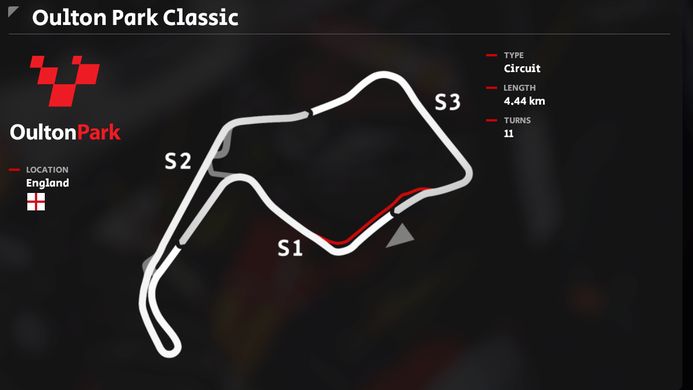 Oulton Park Classic
OultonPark
LOCATION
England
TYPE
Circuit
LENGTH
4.44 km
TURNS
11
S1
S2
S3